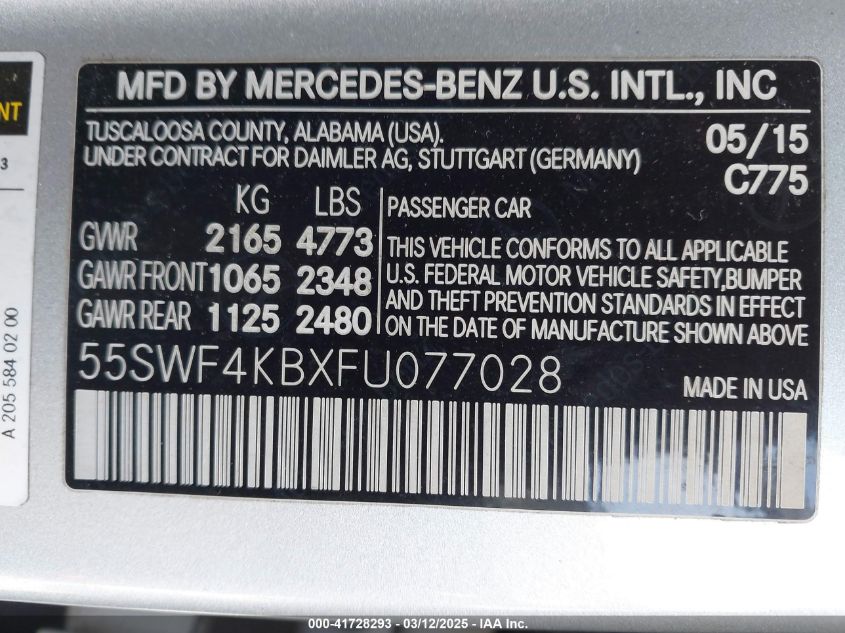 NT
3
A 205 584 02 00
MFD BY MERCEDES-BENZ U.S. INTL., INC
TUSCALOOSA COUNTY, ALABAMA (USA).
UNDER CONTRACT FOR DAIMLER AG, STUTTGART (GERMANY)
05/15
C775
KG LBS
GVWR 2165 4773
GAWR FRONT 1065 2348
GAWR REAR 1125 2480
PASSENGER CAR
THIS VEHICLE CONFORMS TO ALL APPLICABLE
U.S. FEDERAL MOTOR VEHICLE SAFETY,BUMPER
AND THEFT PREVENTION STANDARDS IN EFFECT
ON THE DATE OF MANUFACTURE SHOWN ABOVE
55SWF4KBXFU077028
MADE IN USA
000-41728293 - 03/12/2025 - IAA Inc.